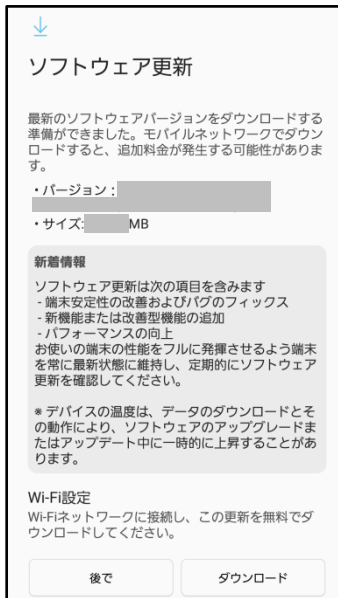 ソフトウェア更新
最新のソフトウェアバージョンをダウンロードする
準備ができました。モバイルネットワークでダウン
ロードすると、追加料金が発生する可能性がありま
す。
・バージョン：
・サイズ: MB
新着情報
ソフトウェア更新は次の項目を含みます
- 端末安定性の改善およびバグのフィックス
- 新機能または改善型機能の追加
- パフォーマンスの向上
お使いの端末の性能をフルに発揮させるよう端末
を常に最新状態に維持し、定期的にソフトウェア
更新を確認してください。
※ デバイスの温度は、データのダウンロードとそ
の動作により、ソフトウェアのアップグレードま
たはアップデート中に一時的に上昇することがあ
ります。
Wi-Fi設定
Wi-Fiネットワークに接続し、この更新を無料でダ
ウンロードしてください。
後で
ダウンロード